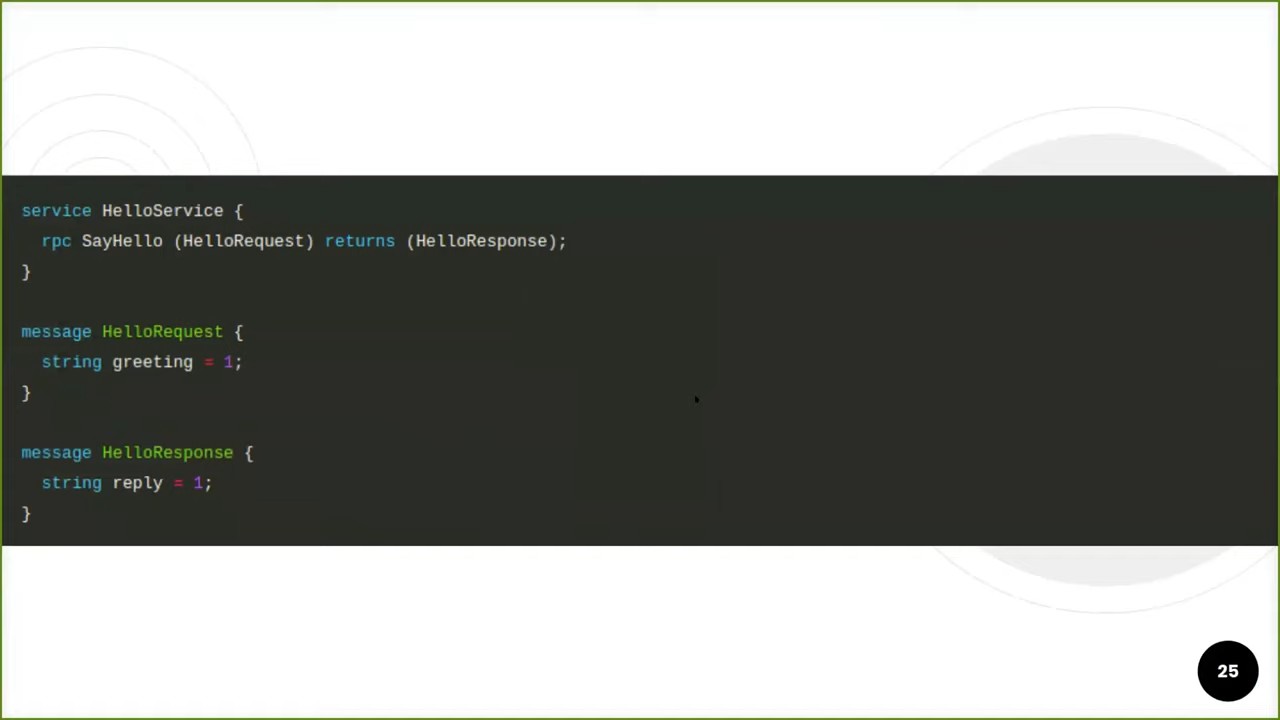 service HelloService {
  rpc SayHello (HelloRequest) returns (HelloResponse);
}

message HelloRequest {
  string greeting = 1;
}

message HelloResponse {
  string reply = 1;
}
25